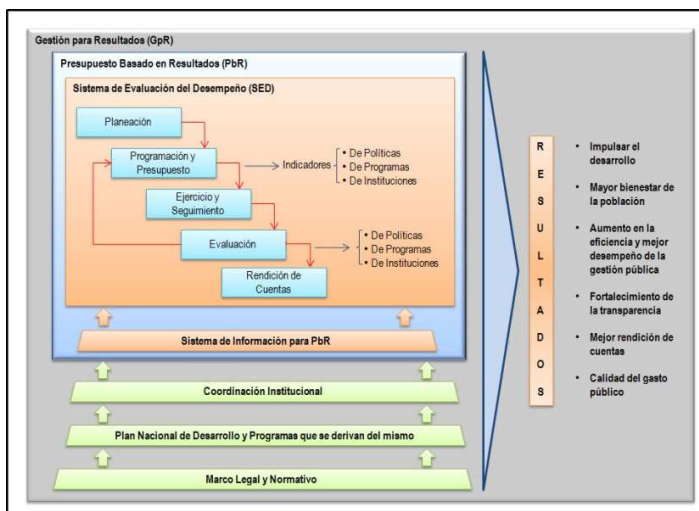 Gestión para Resultados (GpR)
Presupuesto Basado en Resultados (PbR)
Sistema de Evaluación del Desempeño (SED)
Planeación
Programación y
Presupuesto
Indicadores
• De Políticas
• De Programas
• De Instituciones
Ejercicio y
Seguimiento
Evaluación
• De Políticas
• De Programas
• De Instituciones
Rendición de
Cuentas
Sistema de Información para PbR
Coordinación Institucional
Plan Nacional de Desarrollo y Programas que se derivan del mismo
Marco Legal y Normativo
R
E
S
U
L
T
A
D
O
S
• Impulsar el
desarrollo
• Mayor bienestar de
la población
• Aumento en la
eficiencia y mejor
desempeño de la
gestión pública
• Fortalecimiento de
la transparencia
• Mejor rendición de
cuentas
• Calidad del gasto
público